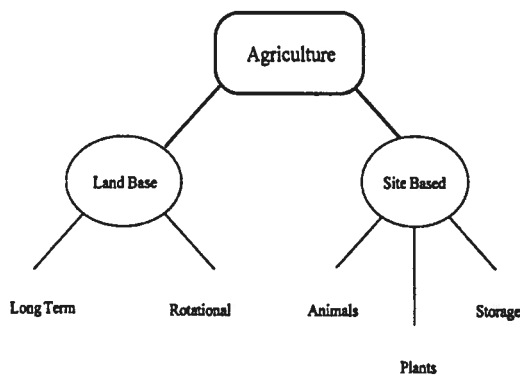 Agriculture
Land Base
Site Based
Long Term
Rotational
Animals
Storage
Plants